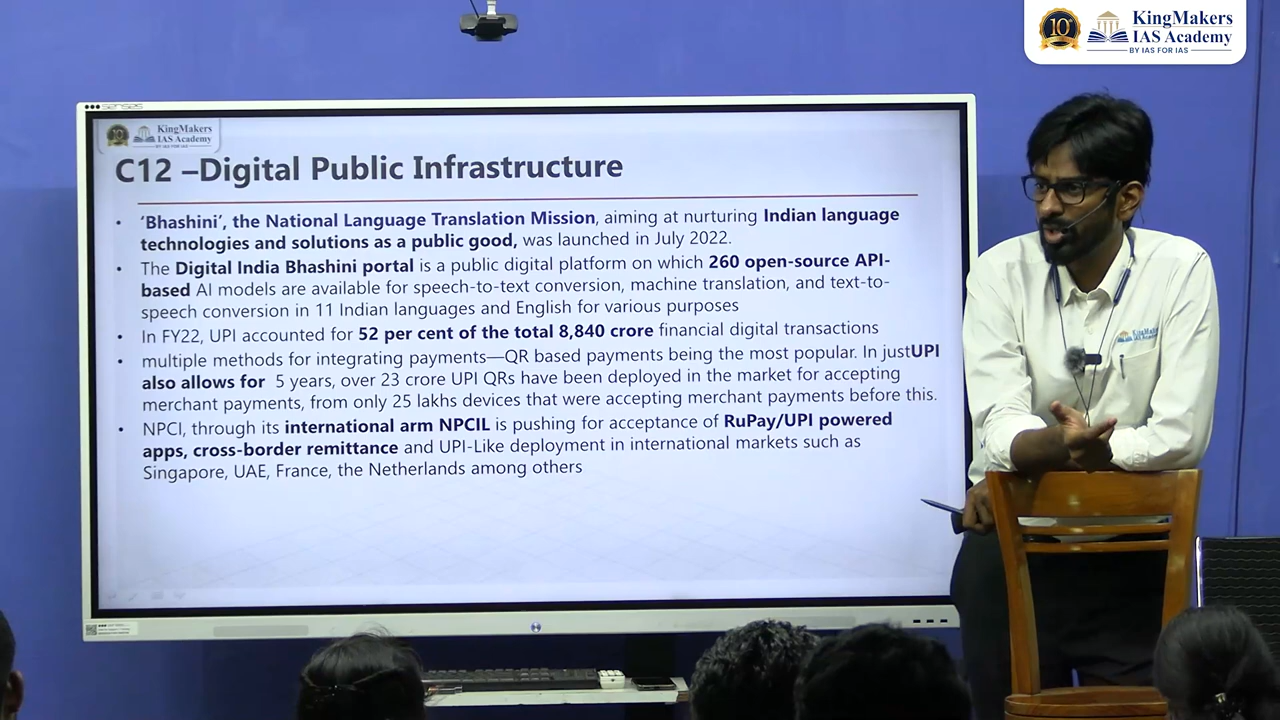 10
KingMakers
IAS Academy
BY IAS FOR IAS
KingMakers
IAS Academy
BY IAS FOR IAS
C12 –Digital Public Infrastructure
• ‘Bhashini’, the National Language Translation Mission, aiming at nurturing Indian language
technologies and solutions as a public good, was launched in July 2022.
• The Digital India Bhashini portal is a public digital platform on which 260 open-source API-
based AI models are available for speech-to-text conversion, machine translation, and text-to-
speech conversion in 11 Indian languages and English for various purposes
• In FY22, UPI accounted for 52 per cent of the total 8,840 crore financial digital transactions
• multiple methods for integrating payments—QR based payments being the most popular. In justUPI
also allows for 5 years, over 23 crore UPI QRs have been deployed in the market for accepting
merchant payments, from only 25 lakhs devices that were accepting merchant payments before this.
• NPCI, through its international arm NPCIL is pushing for acceptance of RuPay/UPI powered
apps, cross-border remittance and UPI-Like deployment in international markets such as
Singapore, UAE, France, the Netherlands among others
KingMakers
IAS Academy